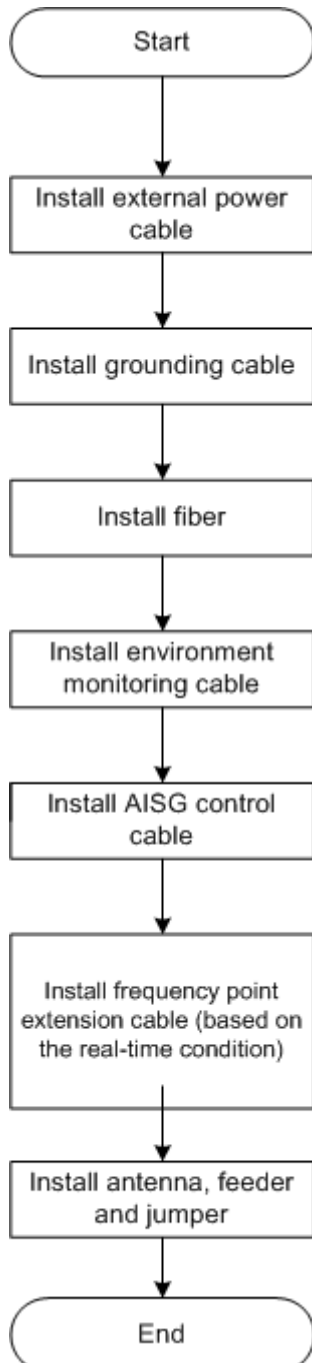 Start
Install external power
cable
Install grounding cable
Install fiber
Install environment
monitoring cable
Install AISG control
cable
Install frequency point
extension cable (based on
the real-time condition)
Install antenna, feeder
and jumper
End